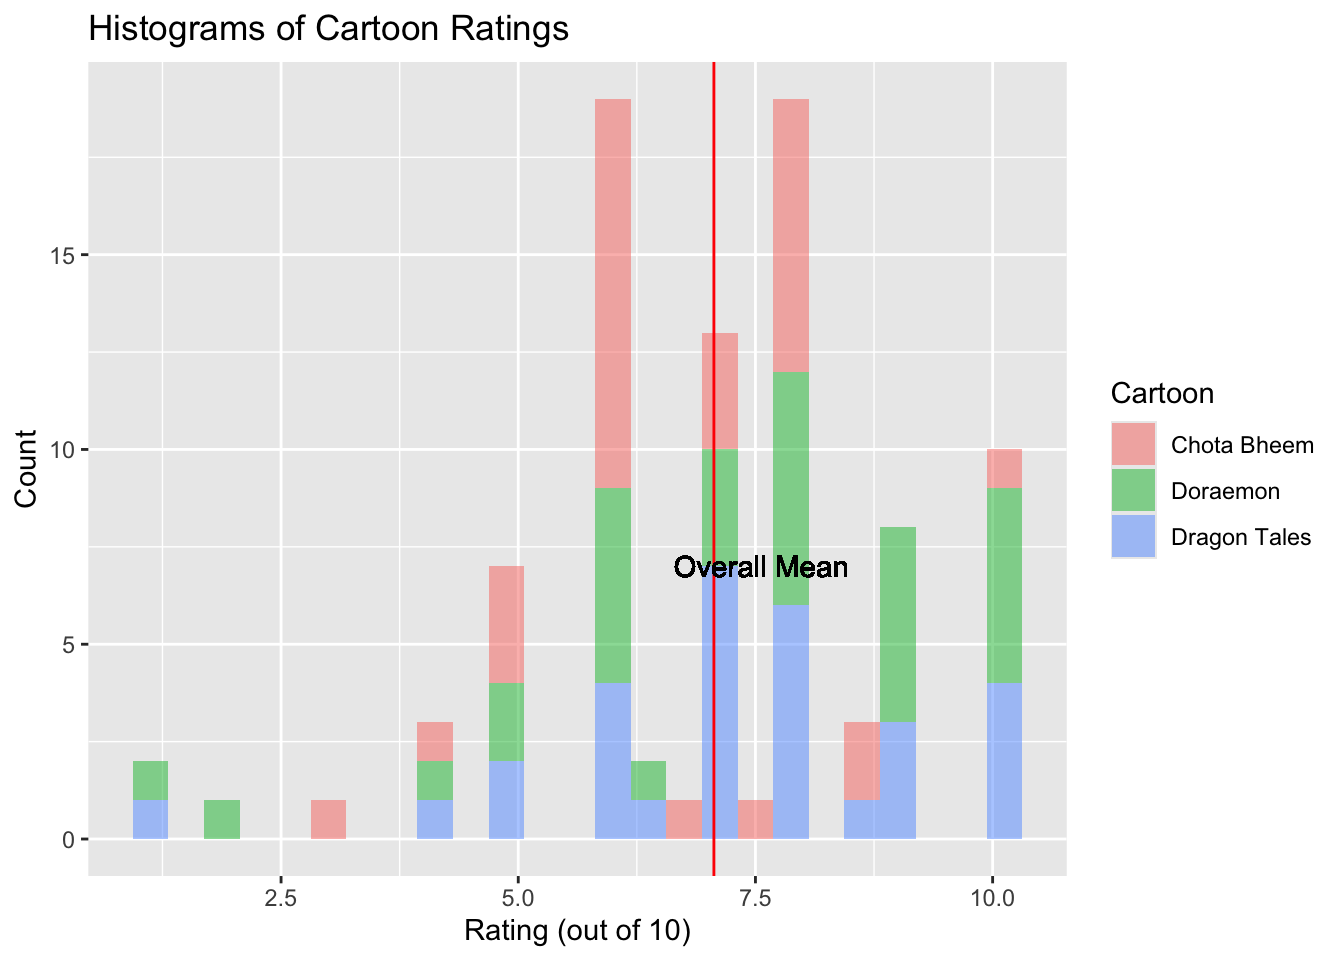 Histograms of Cartoon Ratings
Count
15
10
5
0
Overall Mean
2.5
5.0
7.5
10.0
Rating (out of 10)
Cartoon
Chota Bheem
Doraemon
Dragon Tales